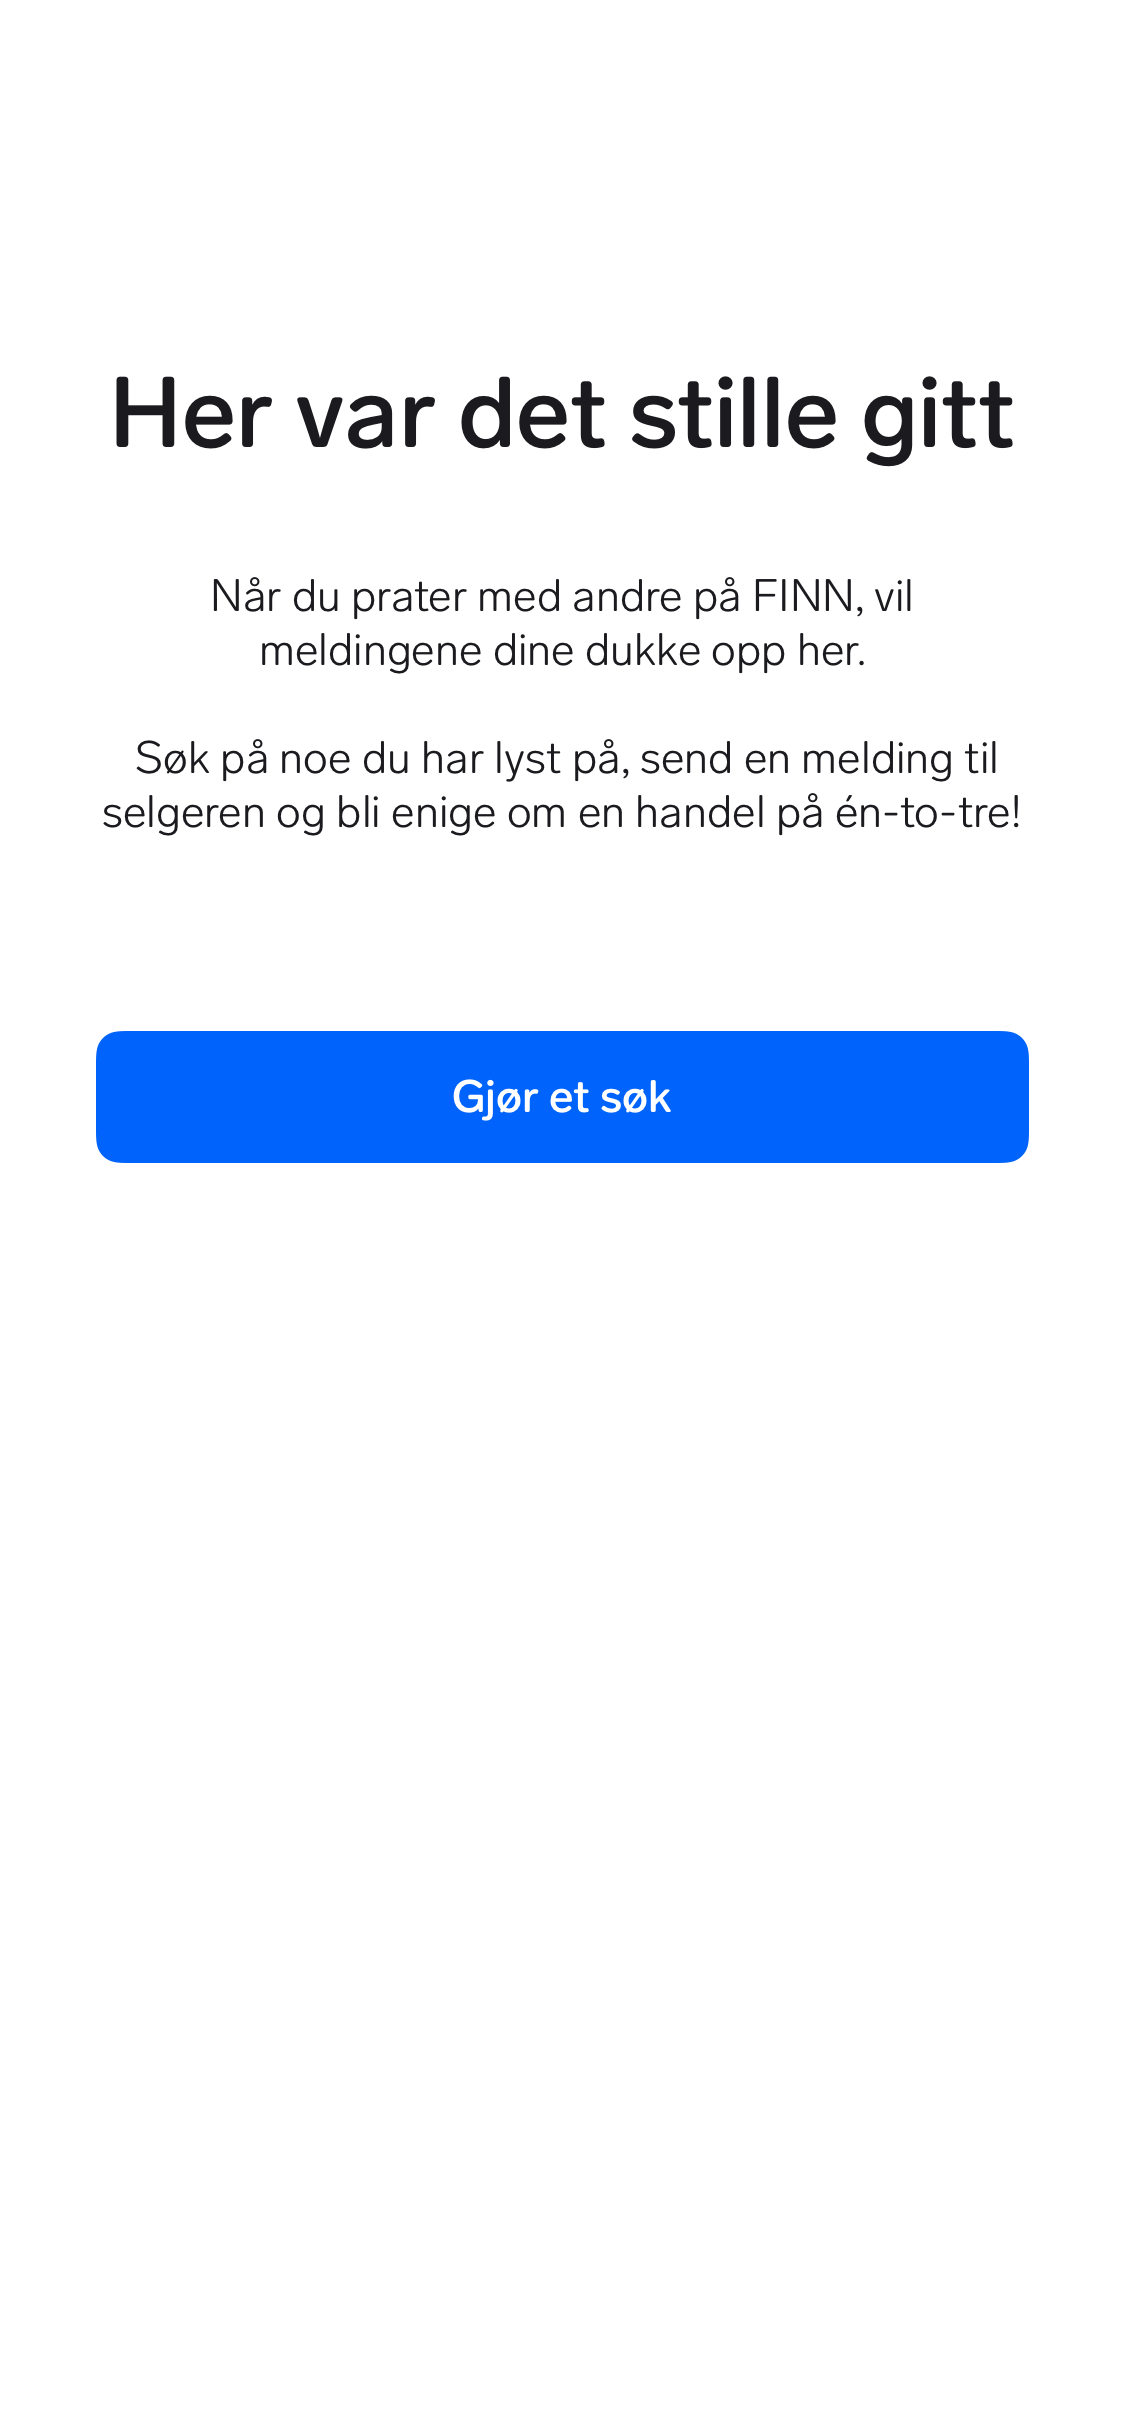 Her var det stille gitt
Når du prater med andre på FINN, vil
meldingene dine dukke opp her.
Søk på noe du har lyst på, send en melding til
selgeren og bli enige om en handel på én-to-tre!
Gjør et søk